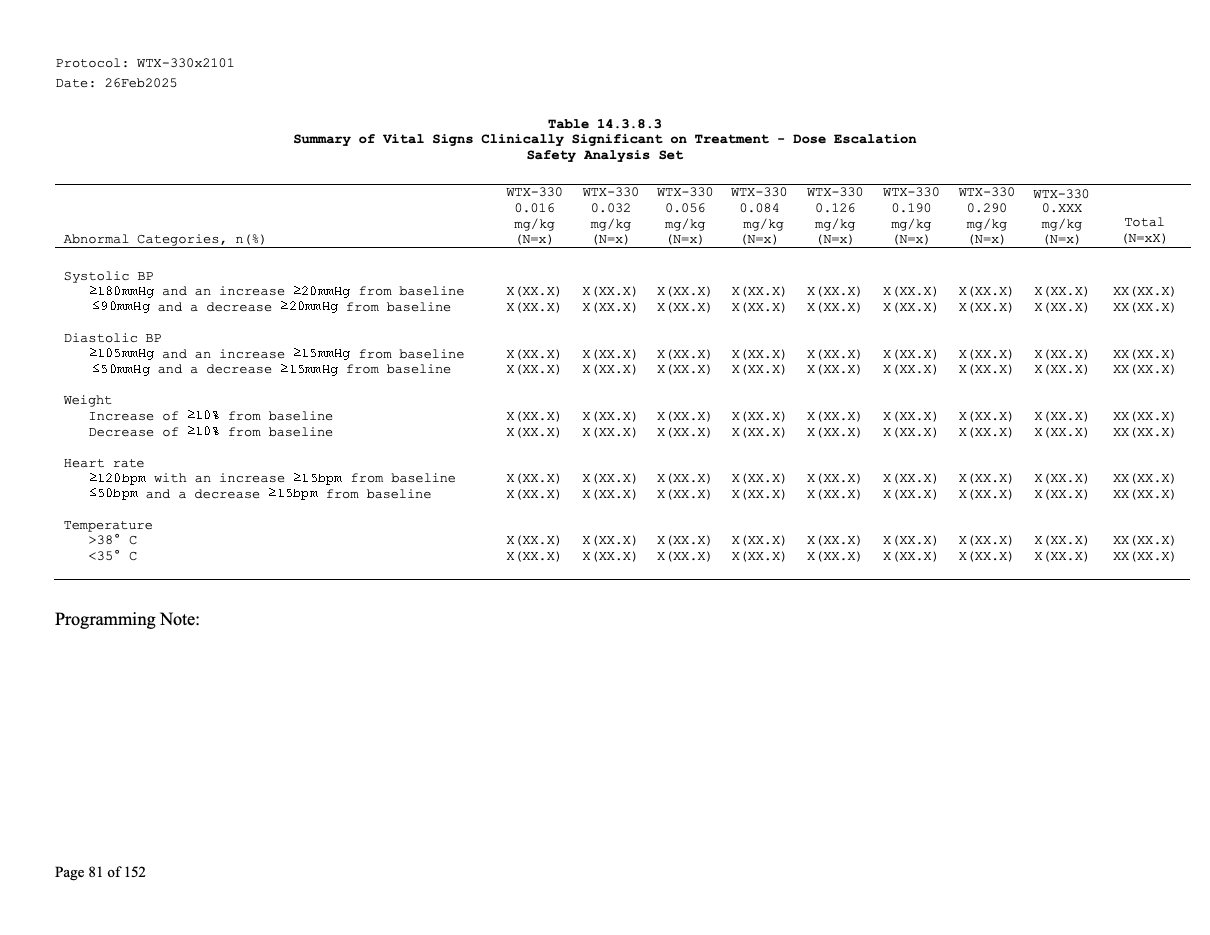 Protocol: WTX-330x2101
Date: 26Feb2025
Table 14.3.8.3
Summary of Vital Signs Clinically Significant on Treatment - Dose Escalation
Safety Analysis Set
WTX-330 WTX-330 WTX-330 WTX-330 WTX-330 WTX-330 WTX-330 WTX-330
0.016 0.032 0.056 0.084 0.126 0.190 0.290 0.XXX
mg/kg mg/kg mg/kg mg/kg mg/kg mg/kg mg/kg mg/kg Total
Abnormal Categories, n(%) (N=x) (N=x) (N=x) (N=x) (N=x) (N=x) (N=x) (N=x) (N=xX)
Systolic BP
≥180mmHg and an increase ≥20mmHg from baseline X(XX.X) X(XX.X) X(XX.X) X(XX.X) X(XX.X) X(XX.X) X(XX.X) X(XX.X) XX(XX.X)
≤90mmHg and a decrease ≥20mmHg from baseline X(XX.X) X(XX.X) X(XX.X) X(XX.X) X(XX.X) X(XX.X) X(XX.X) X(XX.X) XX(XX.X)
Diastolic BP
≥105mmHg and an increase ≥15mmHg from baseline X(XX.X) X(XX.X) X(XX.X) X(XX.X) X(XX.X) X(XX.X) X(XX.X) X(XX.X) XX(XX.X)
≤50mmHg and a decrease ≥15mmHg from baseline X(XX.X) X(XX.X) X(XX.X) X(XX.X) X(XX.X) X(XX.X) X(XX.X) X(XX.X) XX(XX.X)
Weight
Increase of ≥10% from baseline X(XX.X) X(XX.X) X(XX.X) X(XX.X) X(XX.X) X(XX.X) X(XX.X) X(XX.X) XX(XX.X)
Decrease of ≥10% from baseline X(XX.X) X(XX.X) X(XX.X) X(XX.X) X(XX.X) X(XX.X) X(XX.X) X(XX.X) XX(XX.X)
Heart rate
≥120bpm with an increase ≥15bpm from baseline X(XX.X) X(XX.X) X(XX.X) X(XX.X) X(XX.X) X(XX.X) X(XX.X) X(XX.X) XX(XX.X)
≤50bpm and a decrease ≥15bpm from baseline X(XX.X) X(XX.X) X(XX.X) X(XX.X) X(XX.X) X(XX.X) X(XX.X) X(XX.X) XX(XX.X)
Temperature
>38° C X(XX.X) X(XX.X) X(XX.X) X(XX.X) X(XX.X) X(XX.X) X(XX.X) X(XX.X) XX(XX.X)
<35° C X(XX.X) X(XX.X) X(XX.X) X(XX.X) X(XX.X) X(XX.X) X(XX.X) X(XX.X) XX(XX.X)
Programming Note:
Page 81 of 152